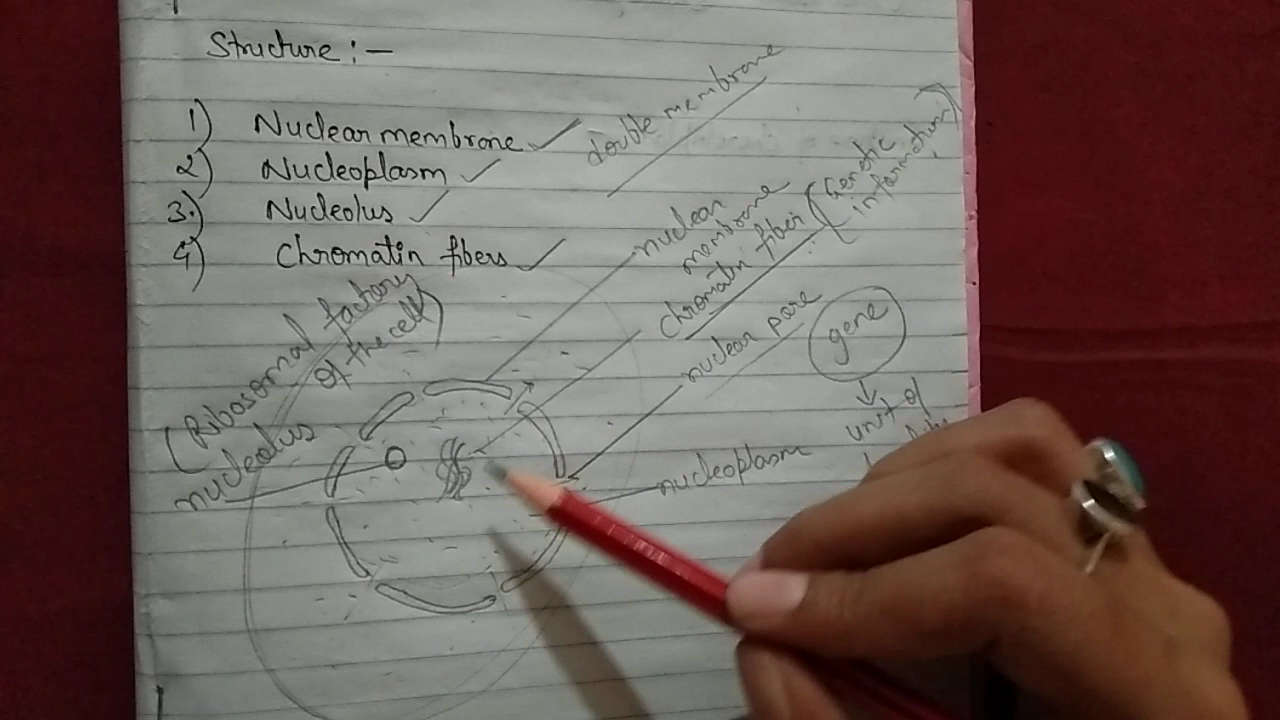 Structure :-
1) Nuclear membrane
2) Nucleoplasm
3.) Nucleolus
4) Chromatin fibers
double membrane
nuclear
membrane
chromatin fiber (Genetic
information)
nuclear pore
gene
unit of
nucleoplasm
(Ribosomal factory
of the cell)
nucleolus